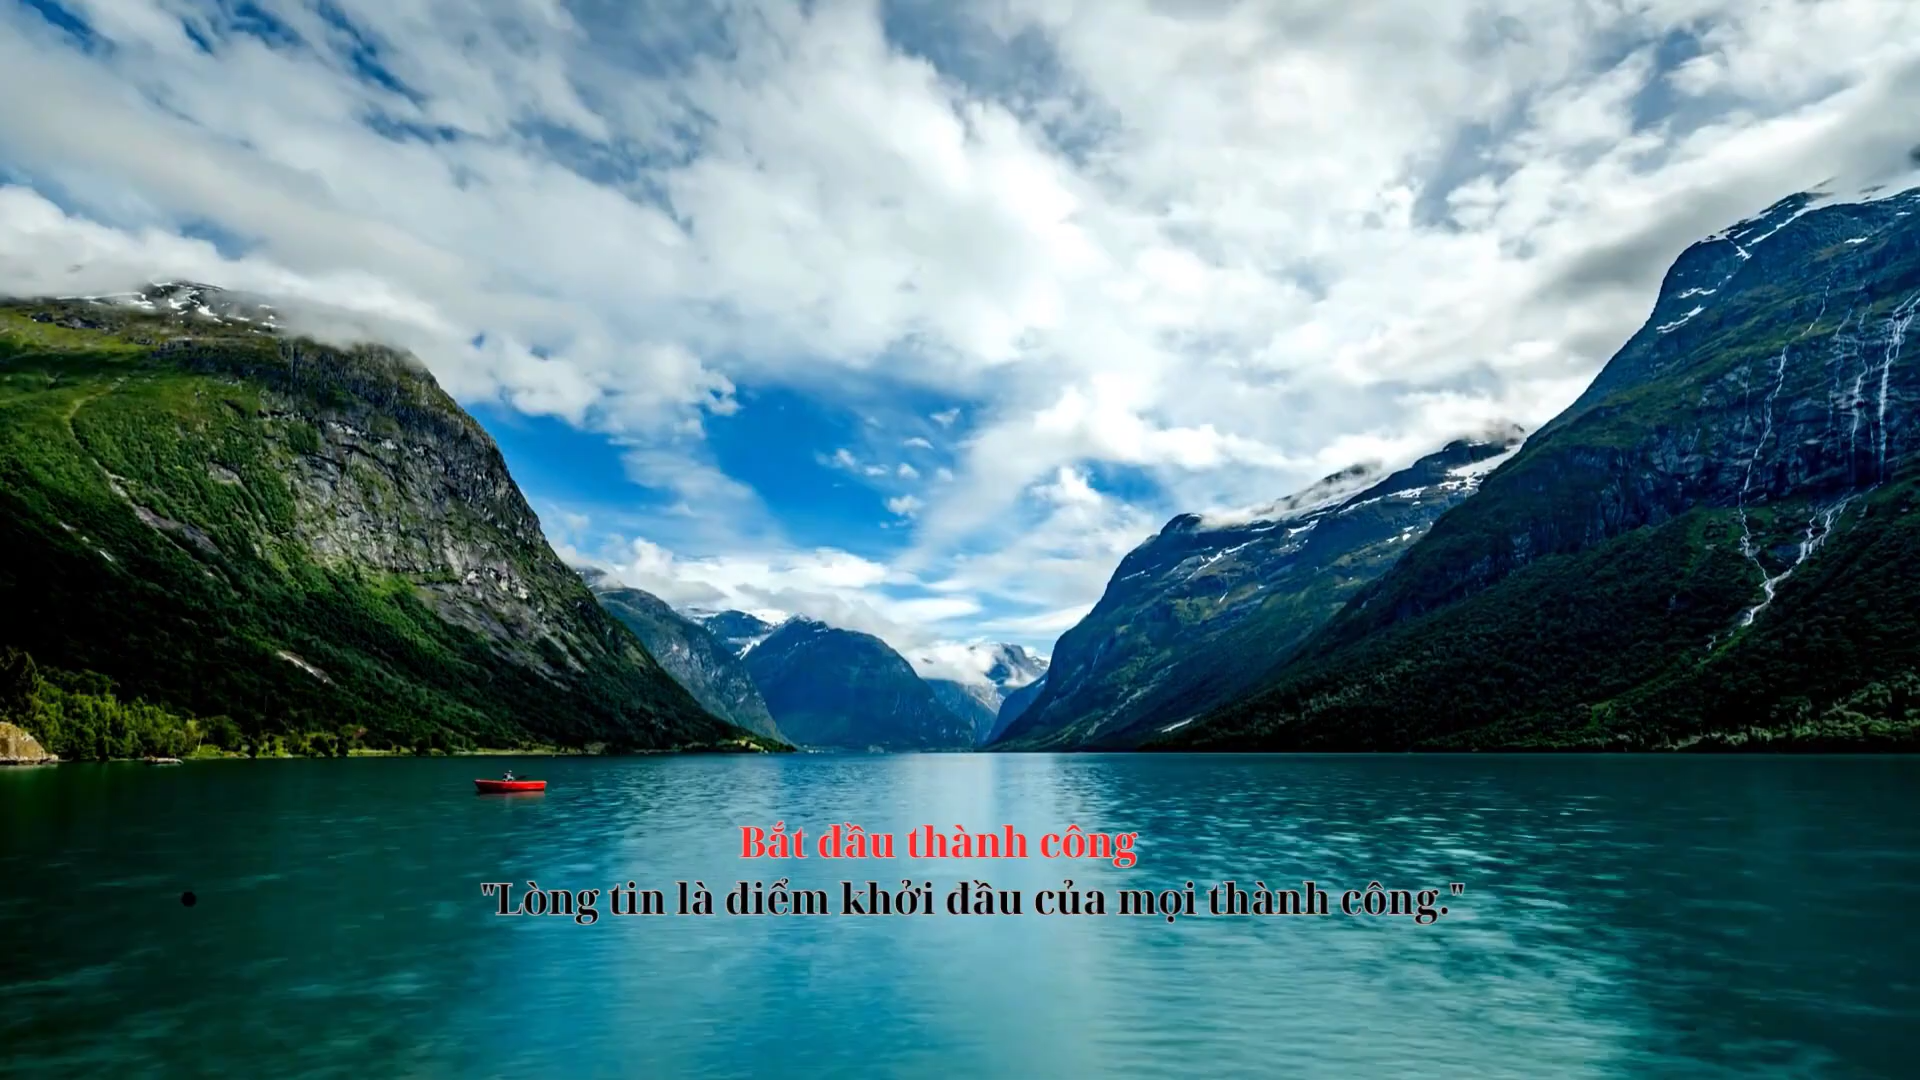 Bắt đầu thành công
"Lòng tin là điểm khởi đầu của mọi thành công."